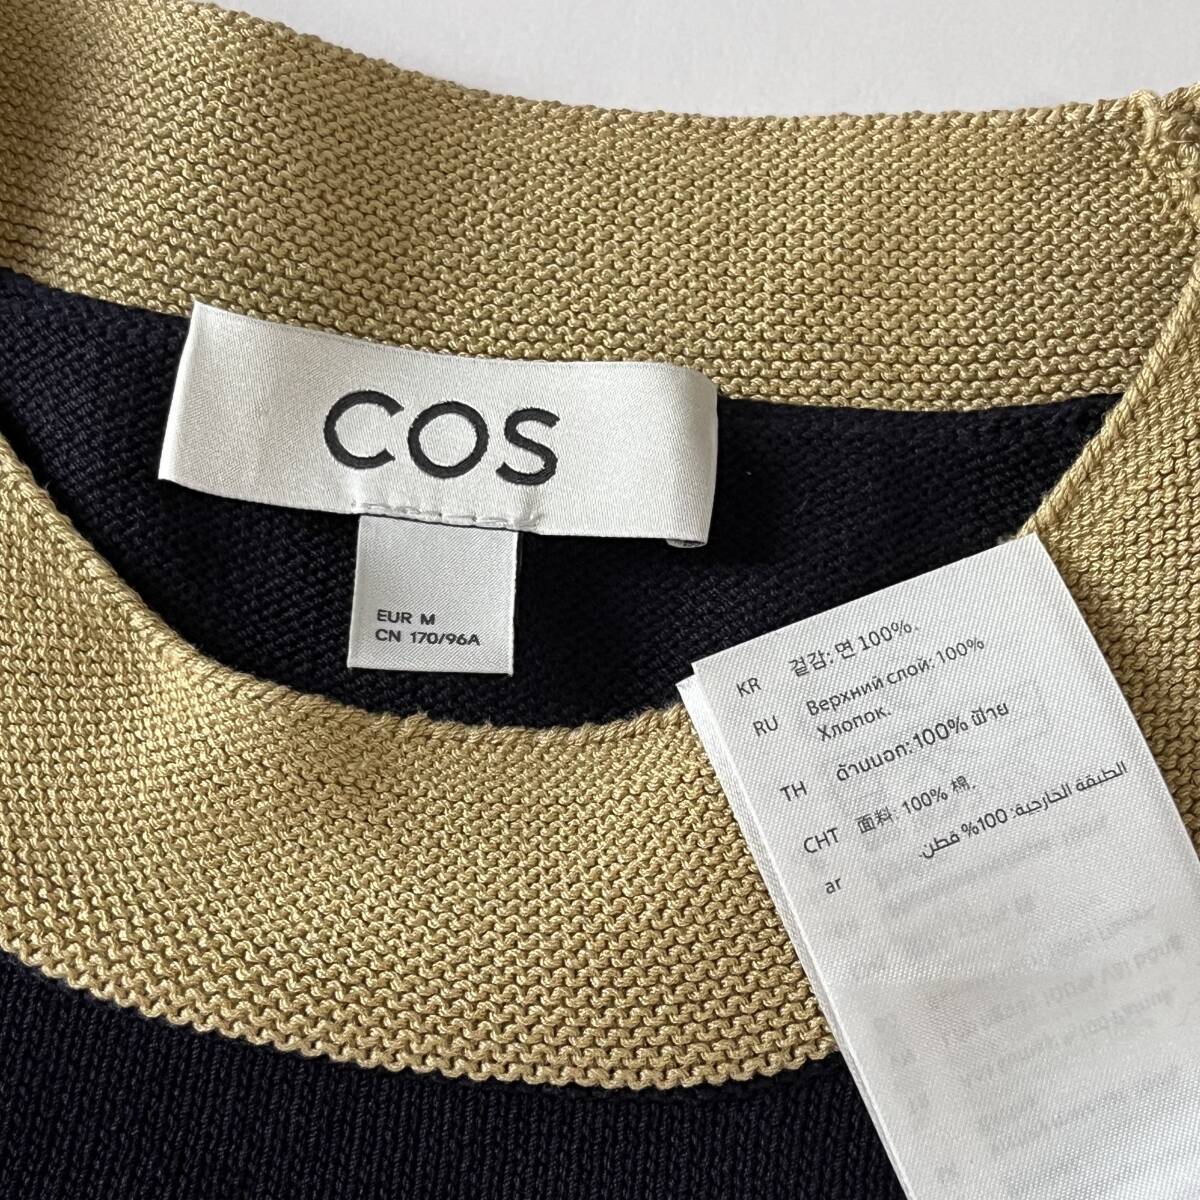 COS
EUR M
CN 170/96A
KR 겉감: 면 100%.
RU Верхний слой: 100%
Хлопок.
TH ด้านนอก: 100% ฝ้าย
CHT 面料: 100% 棉.
ar الطبقة الخارجية: 100% قطن.